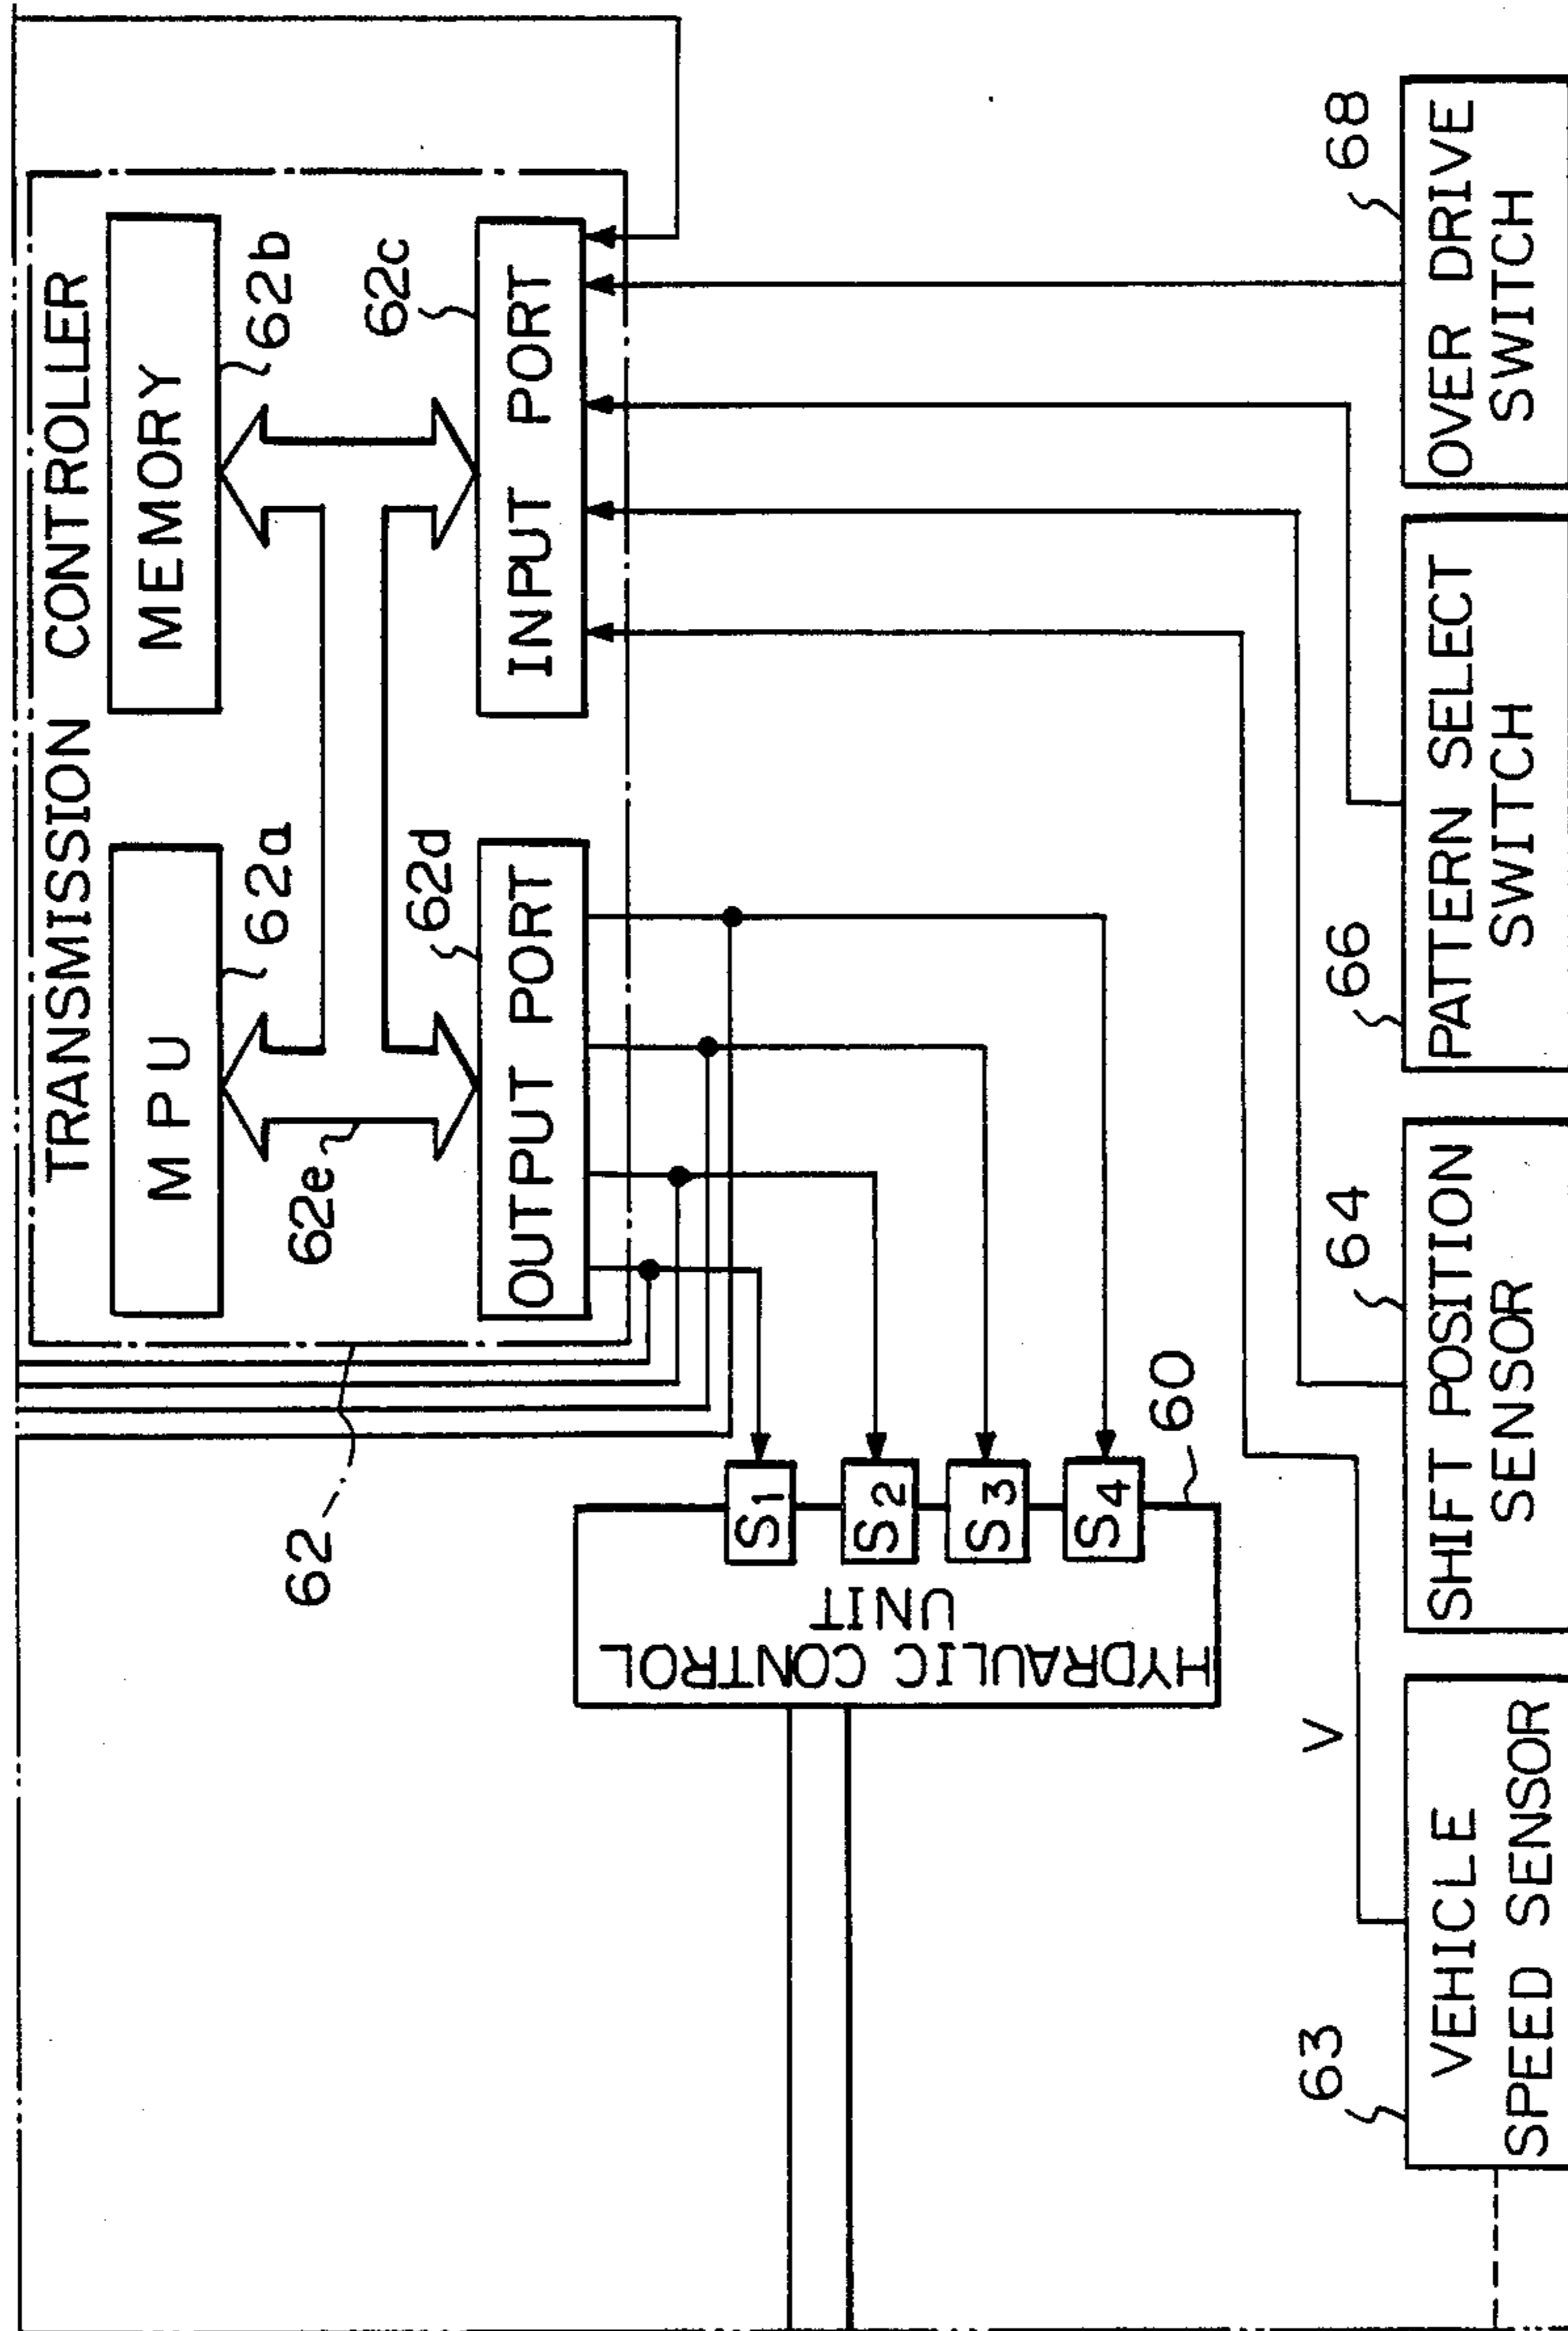 TRANSMISSION CONTROLLER
MPU
MEMORY
62a
62b
62e
62d
62c
OUTPUT PORT
INPUT PORT
62
S1
S2
S3
S4
HYDRAULIC CONTROL
UNIT
60
V
63
64
66
68
VEHICLE
SPEED SENSOR
SHIFT POSITION
SENSOR
PATTERN SELECT
SWITCH
OVER DRIVE
SWITCH